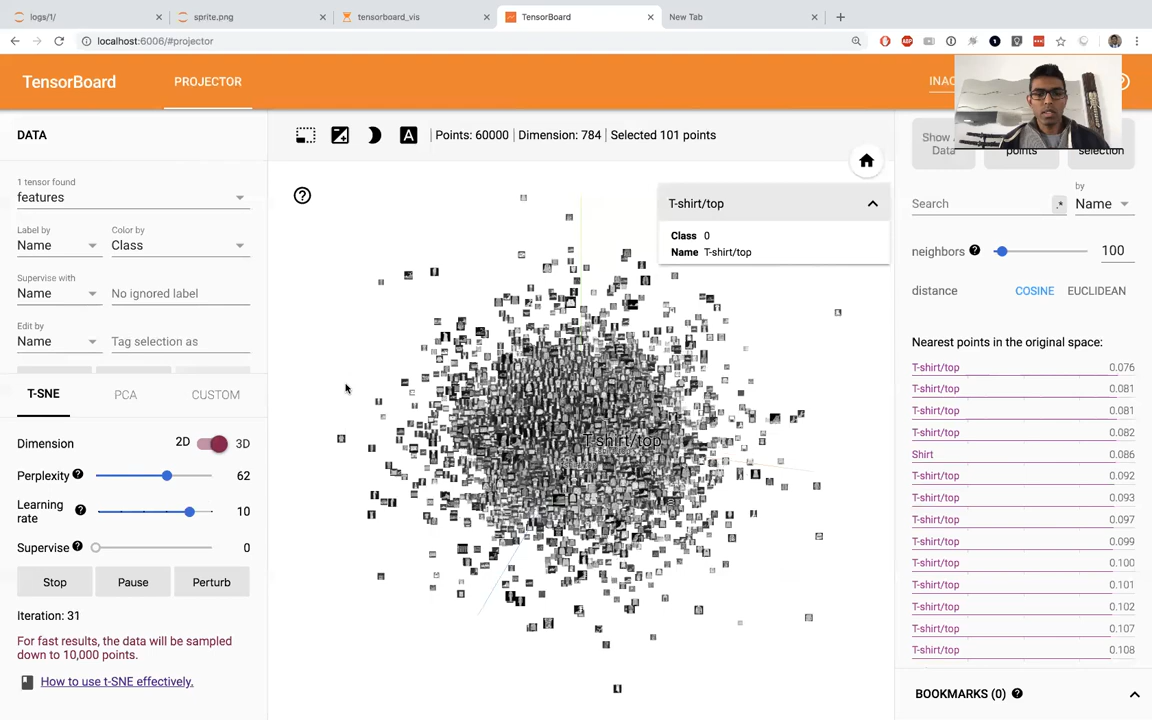 logs/1/
sprite.png
tensorboard_vis
TensorBoard
New Tab
localhost:6006/#projector
TensorBoard
PROJECTOR
INAC
DATA
Points: 60000 | Dimension: 784 | Selected 101 points
1 tensor found
features
Label by
Name
Color by
Class
Supervise with
Name
No ignored label
Edit by
Name
Tag selection as
T-SNE
PCA
CUSTOM
Dimension
2D
3D
Perplexity
62
Learning
rate
10
Supervise
0
Stop
Pause
Perturb
Iteration: 31
For fast results, the data will be sampled
down to 10,000 points.
How to use t-SNE effectively.
T-shirt/top
Class 0
Name T-shirt/top
T-shirt/top
Show
Data
points
selection
Search
.*
by
Name
neighbors
100
distance
COSINE
EUCLIDEAN
Nearest points in the original space:
T-shirt/top 0.076
T-shirt/top 0.081
T-shirt/top 0.081
T-shirt/top 0.082
Shirt 0.086
T-shirt/top 0.092
T-shirt/top 0.093
T-shirt/top 0.097
T-shirt/top 0.099
T-shirt/top 0.100
T-shirt/top 0.101
T-shirt/top 0.102
T-shirt/top 0.107
T-shirt/top 0.108
BOOKMARKS (0)